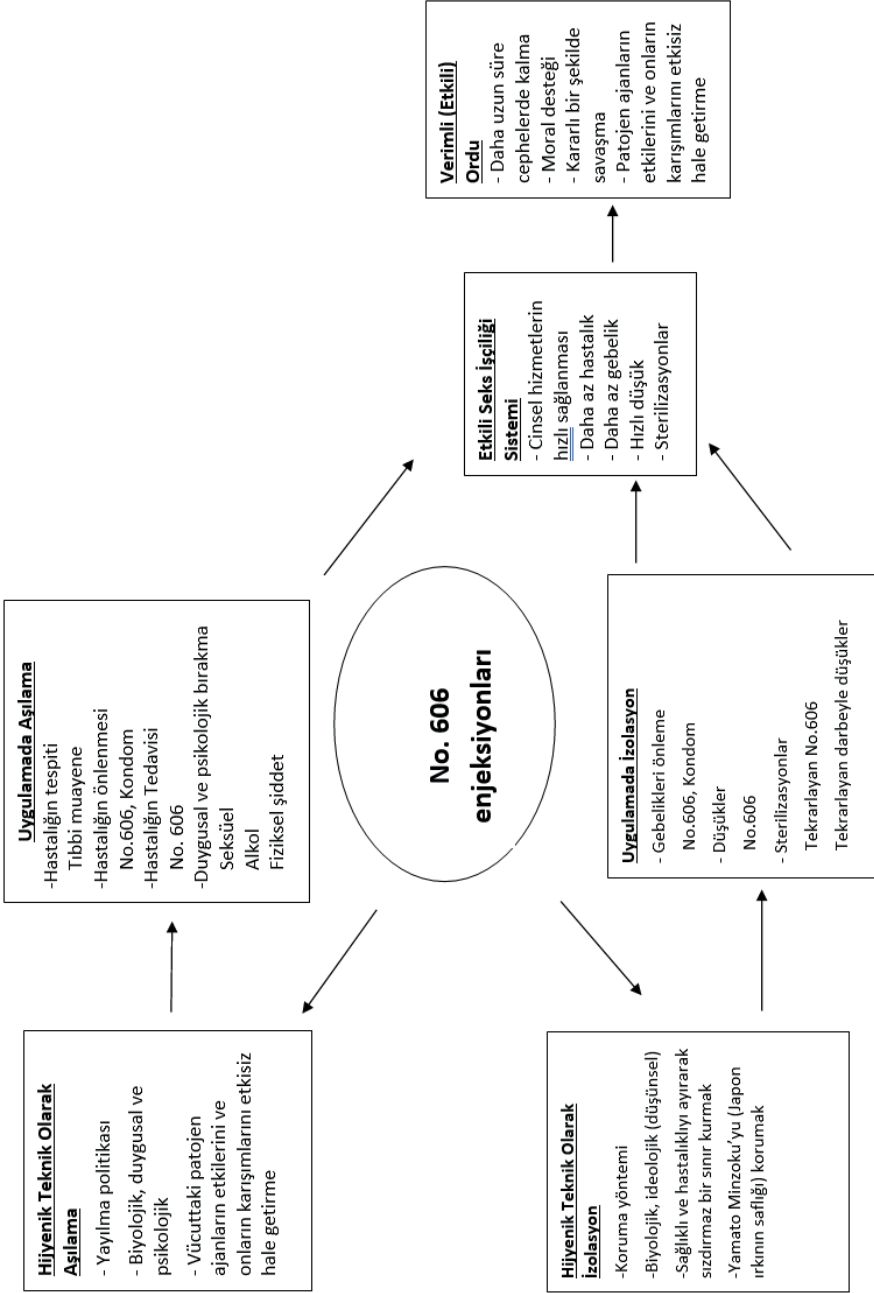 Hijyenik Teknik Olarak
Aşılama
- Yayılma politikası
- Biyolojik, duygusal ve
psikolojik
- Vücuttaki patojen
ajanların etkilerini ve
onların karışımlarını etkisiz
hale getirme
Uygulamada Aşılama
-Hastalığın tespiti
Tıbbi muayene
-Hastalığın önlenmesi
No.606, Kondom
-Hastalığın Tedavisi
No. 606
-Duygusal ve psikolojik bırakma
Seksüel
Alkol
Fiziksel şiddet
No. 606
enjeksiyonları
Hijyenik Teknik Olarak
İzolasyon
-Koruma yöntemi
-Biyolojik, ideolojik (düşünsel)
-Sağlıklı ve hastalıklıyı ayırarak
sızdırmaz bir sınır kurmak
-Yamato Minzoku'yu (Japon
ırkının saflığı) korumak
Uygulamada İzolasyon
- Gebelikleri önleme
No.606, Kondom
- Düşükler
No.606
- Sterilizasyonlar
Tekrarlayan No.606
Tekrarlayan darbeyle düşükler
Etkili Seks İşçiliği
Sistemi
- Cinsel hizmetlerin
hızlı sağlanması
- Daha az hastalık
- Daha az gebelik
- Hızlı düşük
- Sterilizasyonlar
Verimli (Etkili)
Ordu
- Daha uzun süre
cephelerde kalma
- Moral desteği
- Kararlı bir şekilde
savaşma
- Patojen ajanların
etkilerini ve onların
karışımlarını etkisiz
hale getirme